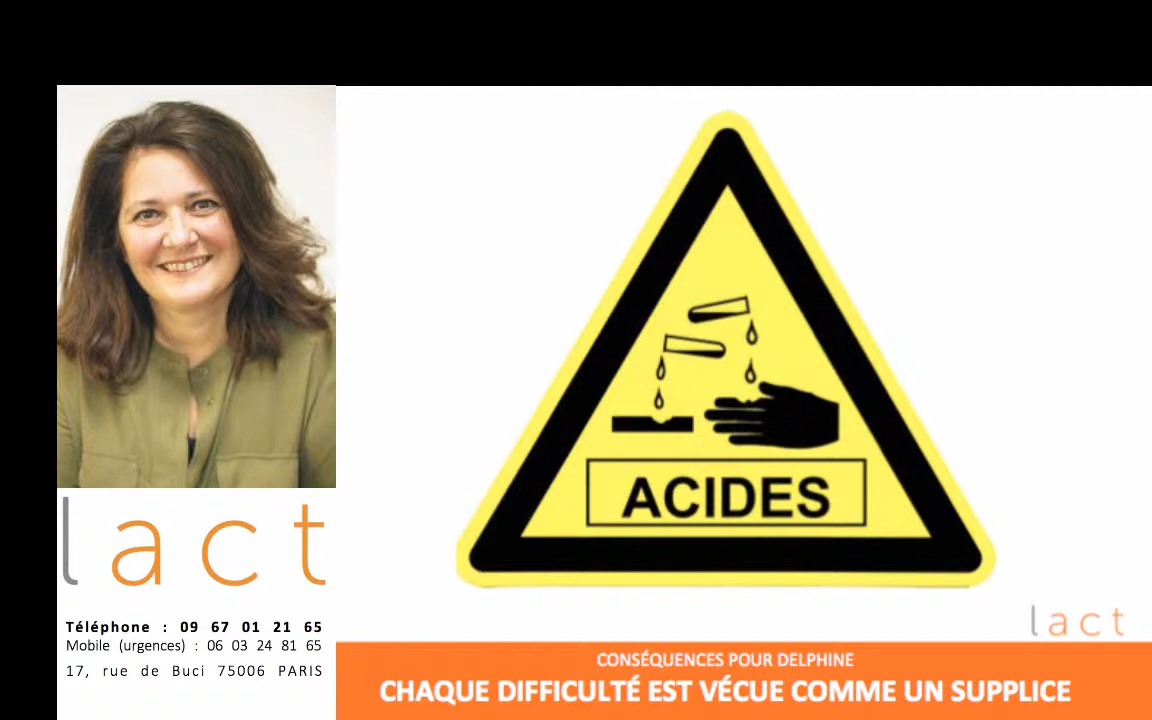 lact
Téléphone : 09 67 01 21 65
Mobile (urgences) : 06 03 24 81 65
17, rue de Buci 75006 PARIS
ACIDES
lact
CONSÉQUENCES POUR DELPHINE
CHAQUE DIFFICULTÉ EST VÉCUE COMME UN SUPPLICE